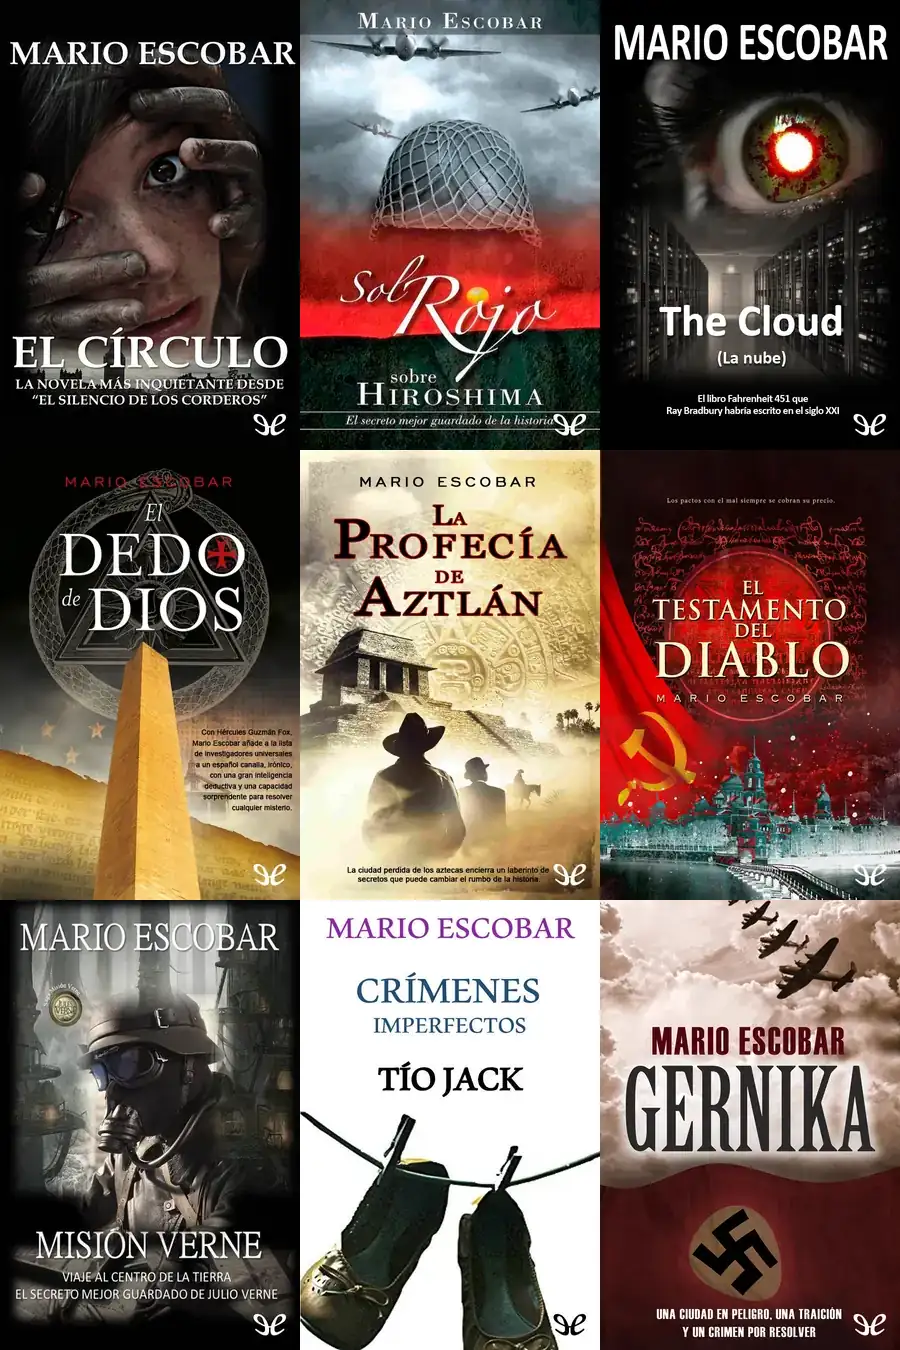 MARIO ESCOBAR
EL CÍRCULO
LA NOVELA MÁS INQUIETANTE DESDE
“EL SILENCIO DE LOS CORDEROS”
MARIO ESCOBAR
Sol Rojo
sobre
HIROSHIMA
El secreto mejor guardado de la historia
MARIO ESCOBAR
The Cloud
(La nube)
El libro Fahrenheit 451 que
Ray Bradbury habría escrito en el siglo XXI
MARIO ESCOBAR
El
DEDO
de DIOS
Con Hércules Guzmán Fox,
Mario Escobar añade a la lista
de investigadores universales
a un español canalla, irónico,
con una gran inteligencia
deductiva y una capacidad
sorprendente para resolver
cualquier misterio.
MARIO ESCOBAR
LA
PROFECÍA
DE
AZTLÁN
La ciudad perdida de los aztecas encierra un laberinto de
secretos que puede cambiar el rumbo de la historia.
Los pactos con el mal siempre se cobran su precio.
EL
TESTAMENTO
DEL
DIABLO
MARIO ESCOBAR
MARIO ESCOBAR
MISIÓN VERNE
VIAJE AL CENTRO DE LA TIERRA
EL SECRETO MEJOR GUARDADO DE JULIO VERNE
MARIO ESCOBAR
CRÍMENES
IMPERFECTOS
TÍO JACK
MARIO ESCOBAR
GERNIKA
UNA CIUDAD EN PELIGRO, UNA TRAICIÓN
Y UN CRIMEN POR RESOLVER